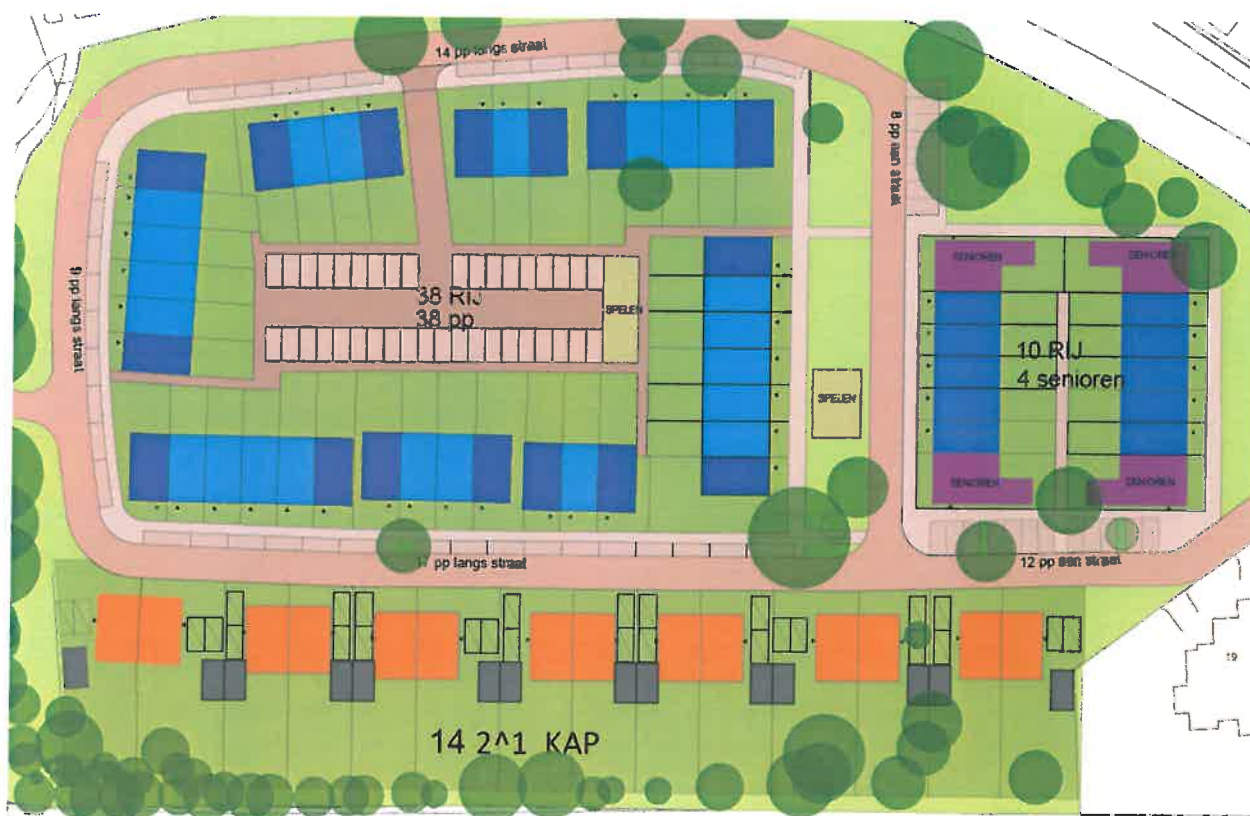 14 pp langs straat
8 pp aan straat
9 pp langs straat
SENIOREN
SENIOREN
38 RIJ
38 pp
SPELEN
10 RIJ
4 senioren
SPELEN
SENIOREN
SENIOREN
17 pp langs straat
12 pp aan straat
19
14 2^1 KAP